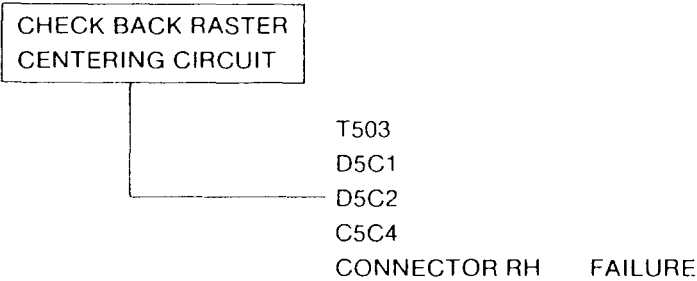 CHECK BACK RASTER
CENTERING CIRCUIT
T503
D5C1
D5C2
C5C4
CONNECTOR RH FAILURE